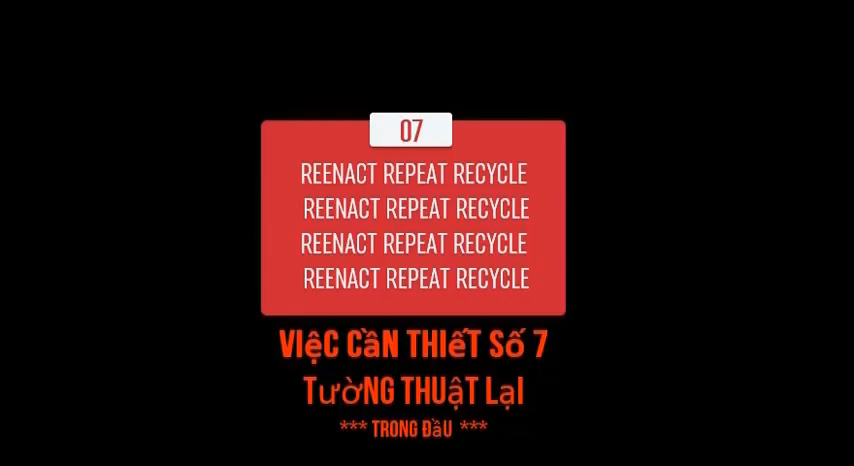 07
REENACT REPEAT RECYCLE
REENACT REPEAT RECYCLE
REENACT REPEAT RECYCLE
REENACT REPEAT RECYCLE
VIệC CầN THIếT Số 7
TườNG THUậT LạI
*** TRONG ĐầU ***